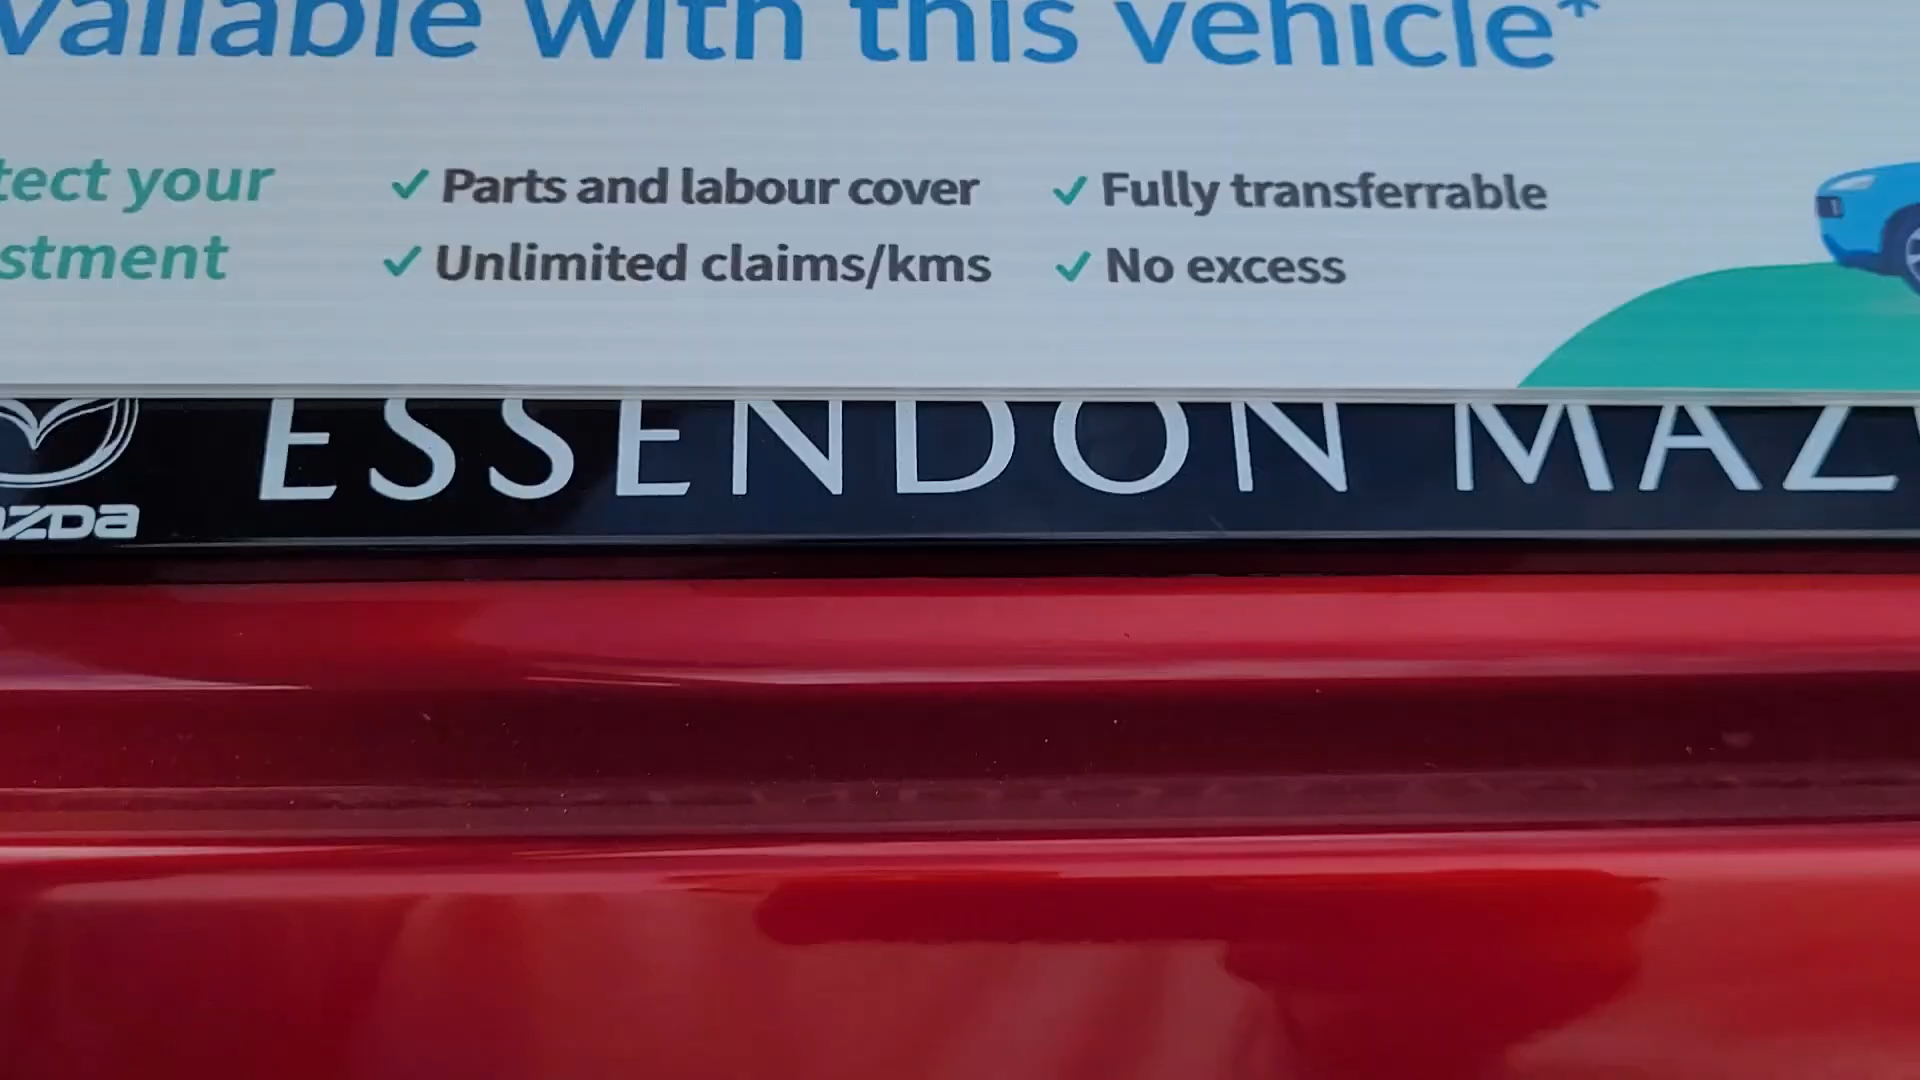 vailable with this vehicle*
tect your
stment
✓ Parts and labour cover
✓ Unlimited claims/kms
✓ Fully transferrable
✓ No excess
ESSENDON MAZ
azDa